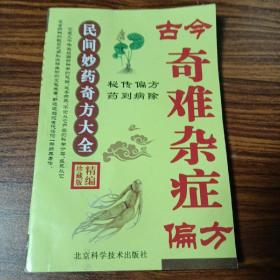 古今
奇难杂症
偏方
秘传偏方
药到病除
民间妙药奇方大全
精编
珍藏版
北京科学技术出版社